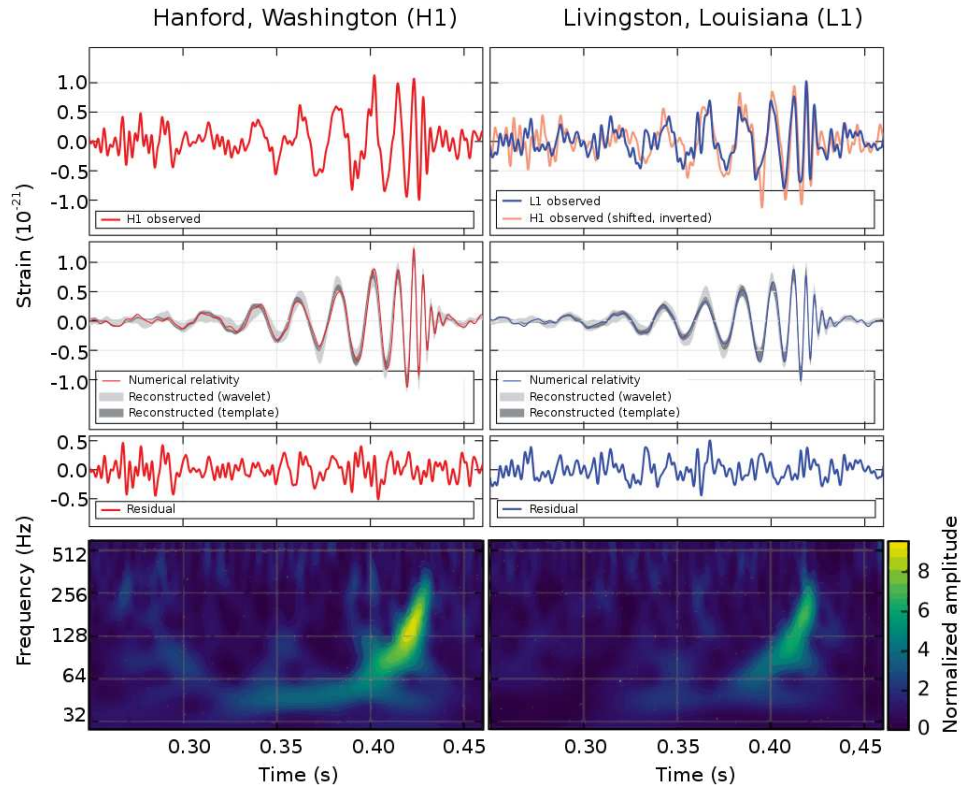 Hanford, Washington (H1)
Livingston, Louisiana (L1)
Strain (10⁻²¹)
1.0
0.5
0.0
-0.5
-1.0
H1 observed
L1 observed
H1 observed (shifted, inverted)
1.0
0.5
0.0
-0.5
-1.0
Numerical relativity
Reconstructed (wavelet)
Reconstructed (template)
Numerical relativity
Reconstructed (wavelet)
Reconstructed (template)
0.5
0.0
-0.5
Residual
Residual
Frequency (Hz)
512
256
128
64
32
Normalized amplitude
8
6
4
2
0
0.30
0.35
0.40
0.45
0.30
0.35
0.40
0,45
Time (s)
Time (s)